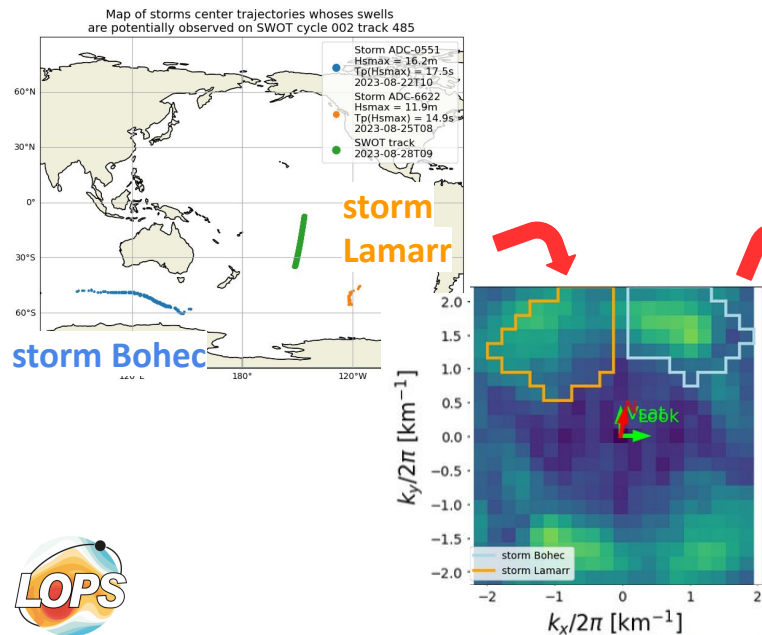 Map of storms center trajectories whoses swells
are potentially observed on SWOT cycle 002 track 485
Storm ADC-0551
Hsmax = 16.2m
Tp(Hsmax) = 17.5s
2023-08-22T10
Storm ADC-6622
Hsmax = 11.9m
Tp(Hsmax) = 14.9s
2023-08-25T08
SWOT track
2023-08-28T09
60°N
30°N
0°
30°S
60°S
180°
120°W
storm
Lamarr
storm Bohec
2.0
1.5
1.0
0.5
0.0
−0.5
−1.0
−1.5
−2.0
k_y/2π [km⁻¹]
N
Vsat
Look
storm Bohec
storm Lamarr
−2
−1
0
1
2
k_x/2π [km⁻¹]
LOPS